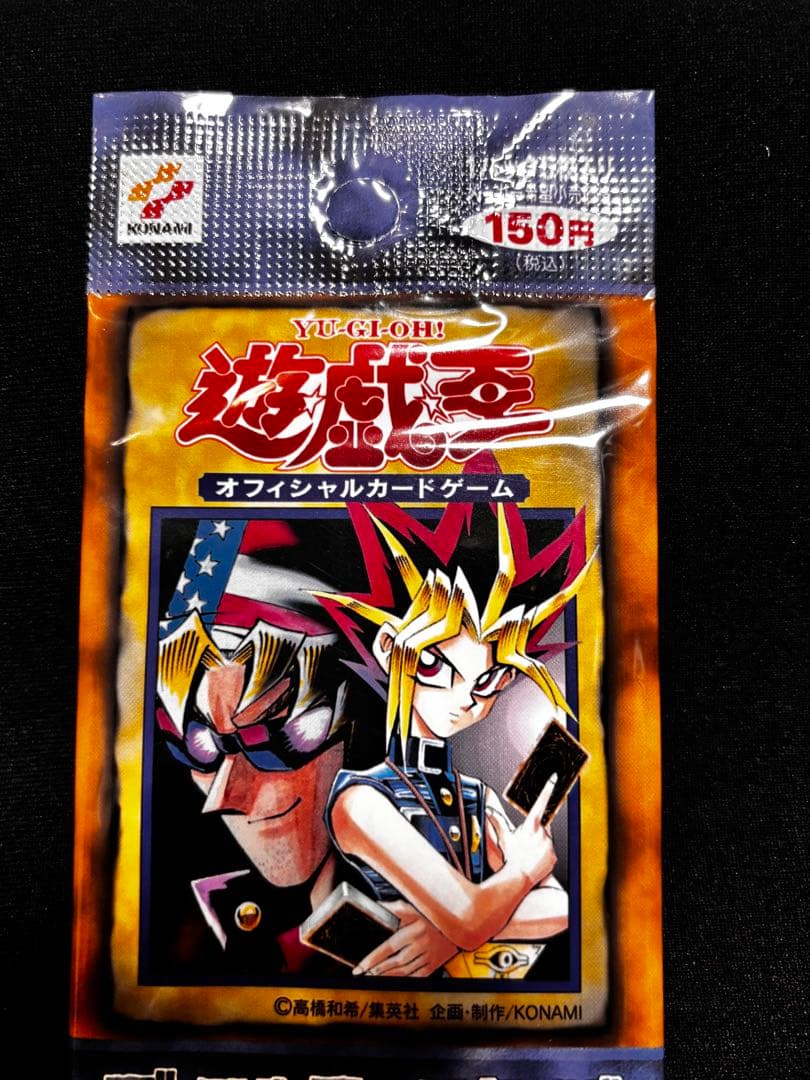 KONAMI
150円
(税込)
YU-GI-OH!
遊☆戯☆王
オフィシャルカードゲーム
©高橋和希/集英社 企画・制作/KONAMI